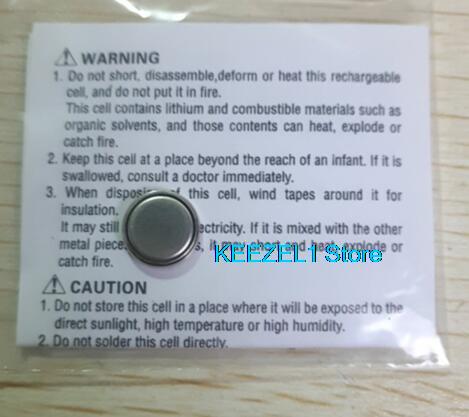 ⚠ WARNING
1. Do not short, disassemble,deform or heat this rechargeable
cell, and do not put it in fire.
This cell contains lithium and combustible materials such as
organic solvents, and those contents can heat, explode or
catch fire.
2. Keep this cell at a place beyond the reach of an infant. If it is
swallowed, consult a doctor immediately.
3. When this cell, wind tapes around it for
insulation.
It may still If it is mixed with the other
metal it may short and heat, explode or
catch fire.
KEEZEL1 Store
⚠ CAUTION
1. Do not store this cell in a place where it will be exposed to the
direct sunlight, high temperature or high humidity.
2. Do not solder this cell directly.